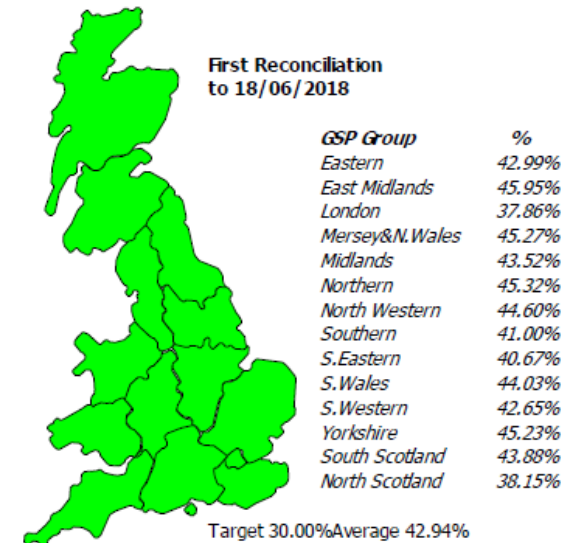 First Reconciliation
to 18/06/2018
GSP Group %
Eastern 42.99%
East Midlands 45.95%
London 37.86%
Mersey&N.Wales 45.27%
Midlands 43.52%
Northern 45.32%
North Western 44.60%
Southern 41.00%
S.Eastern 40.67%
S.Wales 44.03%
S.Western 42.65%
Yorkshire 45.23%
South Scotland 43.88%
North Scotland 38.15%
Target 30.00%Average 42.94%